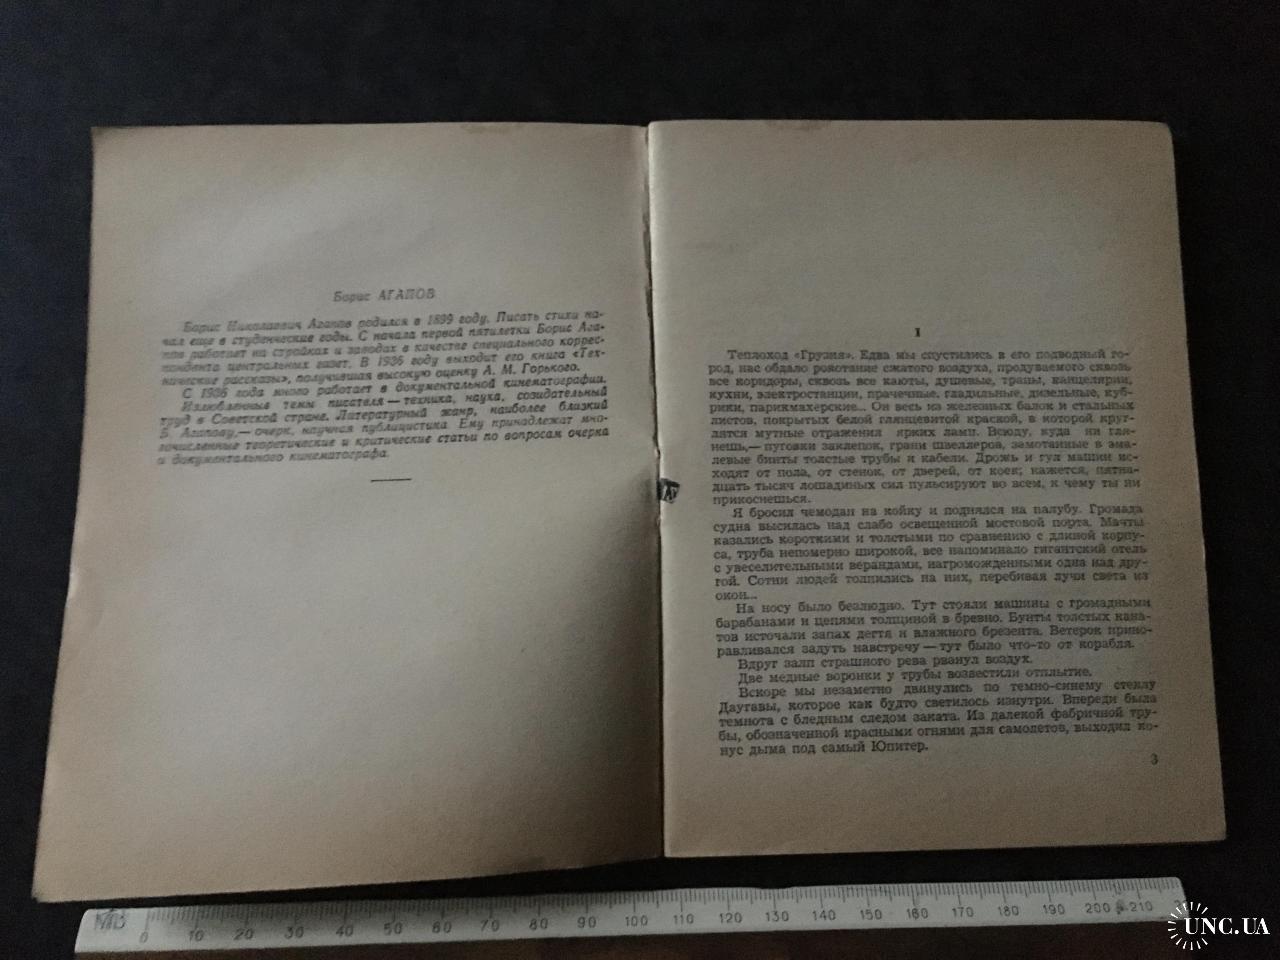 Борис АГАПОВ
Борис Николаевич Агапов родился в 1899 году. Писать стихи на-
чал еще в студенческие годы. С начала первой пятилетки Борис Ага-
пов работает на стройках и заводах в качестве специального коррес-
пондента центральных газет. В 1936 году выходит его книга «Тех-
нические рассказы», получившая высокую оценку А. М. Горького.
С 1936 года много работает в документальной кинематографии.
Излюбленные темы писателя — техника, наука, созидательный
труд в Советской стране. Литературный жанр, наиболее близкий
Б. Агапову, — очерк, научная публицистика. Ему принадлежат мно-
гочисленные теоретические и критические статьи по вопросам очерка
и документального кинематографа.
I
Теплоход «Грузия». Едва мы спустились в его подводный го-
род, нас обдало рокотание сжатого воздуха, продуваемого сквозь
все коридоры, сквозь все каюты, душевые, трапы, канцелярии,
кухни, электростанции, прачечные, гладильные, дизельные, куб-
рики, парикмахерские... Он весь из железных балок и стальных
листов, покрытых белой глянцевитой краской, в которой круг-
лятся мутные отражения ярких ламп. Всюду, куда ни гля-
нешь,— пуговки заклепок, грани швеллеров, замотанные в эма-
левые бинты толстые трубы и кабели. Дрожь и гул машин ис-
ходят от пола, от стенок, от дверей, от коек; кажется, пятна-
дцать тысяч лошадиных сил пульсируют во всем, к чему ты ни
прикоснешься.
Я бросил чемодан на койку и поднялся на палубу. Громада
судна высилась над слабо освещенной мостовой порта. Мачты
казались короткими и толстыми по сравнению с длиной корпу-
са, труба непомерно широкой, все напоминало гигантский отель
с увеселительными верандами, нагроможденными одна над дру-
гой. Сотни людей толпились на них, перебивая лучи света из
окон...
На носу было безлюдно. Тут стояли машины с громадными
барабанами и цепями толщиной в бревно. Бунты толстых кана-
тов источали запах дегтя и влажного брезента. Ветерок прино-
равливался задуть навстречу — тут было что-то от корабля.
Вдруг залп страшного рева рванул воздух.
Две медные воронки у трубы возвестили отплытие.
Вскоре мы незаметно двинулись по темно-синему стеклу
Даугавы, которое как будто светилось изнутри. Впереди была
темнота с бледным следом заката. Из далекой фабричной тру-
бы, обозначенной красными огнями для самолетов, выходил ко-
нус дыма под самый Юпитер.
3
0 10 20 30 40 50 60 70 80 90 100 110 120 130 140 150 160 170 180 190 200 210
UNC.UA